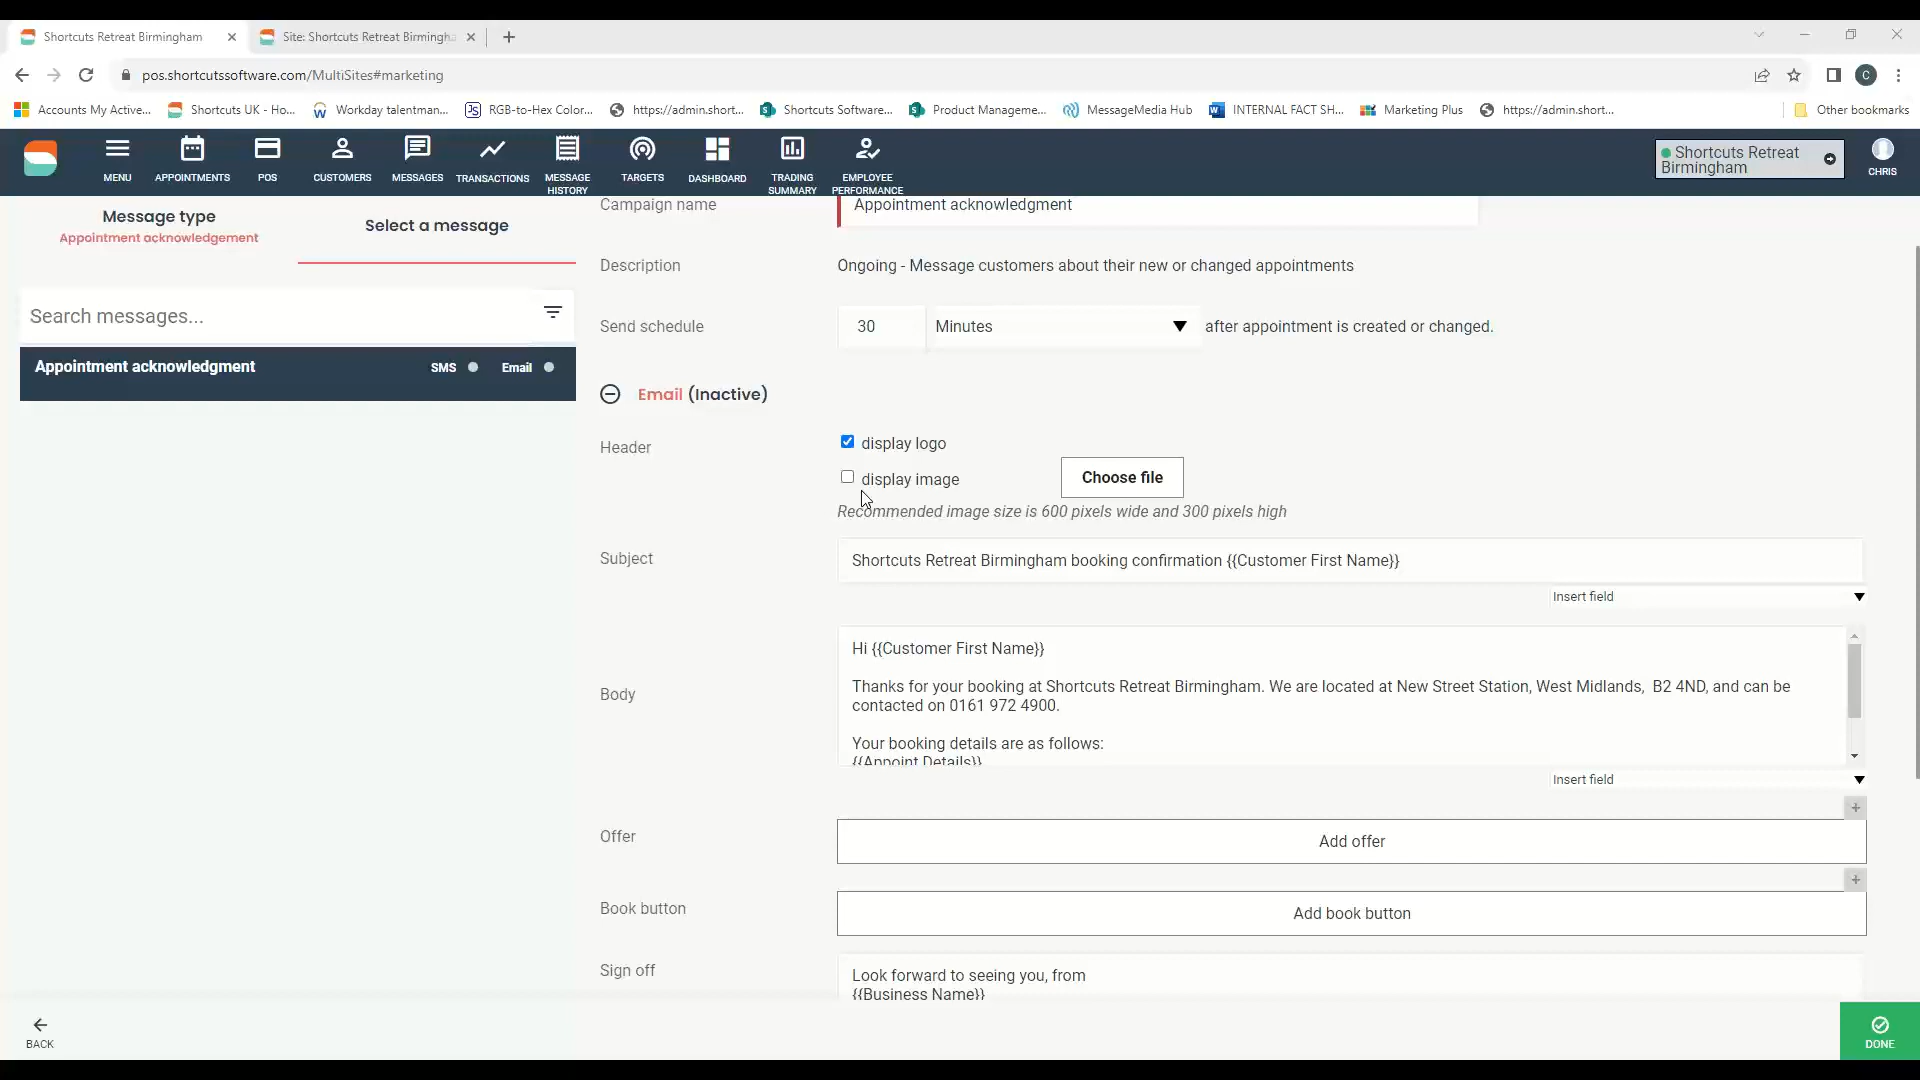 Shortcuts Retreat Birmingham
Site: Shortcuts Retreat Birmingh
pos.shortcutssoftware.com/MultiSites#marketing
C
Accounts My Active...
Shortcuts UK - Ho...
Workday talentman...
RGB-to-Hex Color...
https://admin.short...
Shortcuts Software...
Product Manageme...
MessageMedia Hub
INTERNAL FACT SH...
Marketing Plus
https://admin.short...
Other bookmarks
MENU
APPOINTMENTS
POS
CUSTOMERS
MESSAGES
TRANSACTIONS
MESSAGE
HISTORY
TARGETS
DASHBOARD
TRADING
SUMMARY
EMPLOYEE
PERFORMANCE
Shortcuts Retreat
Birmingham
CHRIS
Message type
Appointment acknowledgement
Select a message
Search messages...
Appointment acknowledgment
SMS
Email
Campaign name
Appointment acknowledgment
Description
Ongoing - Message customers about their new or changed appointments
Send schedule
30
Minutes
after appointment is created or changed.
Email (Inactive)
Header
display logo
display image
Choose file
Recommended image size is 600 pixels wide and 300 pixels high
Subject
Shortcuts Retreat Birmingham booking confirmation {{Customer First Name}}
Insert field
Body
Hi {{Customer First Name}}
Thanks for your booking at Shortcuts Retreat Birmingham. We are located at New Street Station, West Midlands,  B2 4ND, and can be
contacted on 0161 972 4900.
Your booking details are as follows:
{{Appoint Details}}
Insert field
+
Offer
Add offer
+
Book button
Add book button
Sign off
Look forward to seeing you, from
{{Business Name}}
BACK
DONE